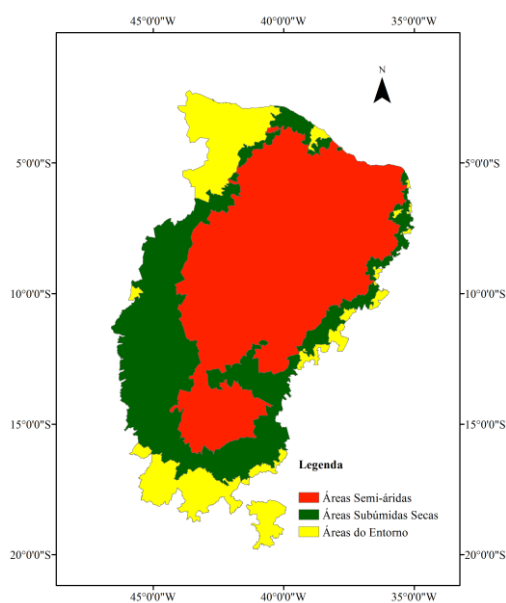 45°0'0"W 40°0'0"W 35°0'0"W
N
5°0'0"S 5°0'0"S
10°0'0"S 10°0'0"S
15°0'0"S 15°0'0"S
Legenda
Áreas Semi-áridas
Áreas Subúmidas Secas
Áreas do Entorno
20°0'0"S 20°0'0"S
45°0'0"W 40°0'0"W 35°0'0"W